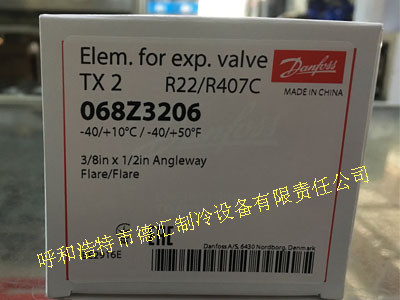 Elem. for exp. valve
TX 2 R22/R407C
Danfoss
MADE IN CHINA
068Z3206
-40/+10°C / -40/+50°F
3/8in x 1/2in Angleway
Flare/Flare
呼和浩特市德汇制冷设备有限责任公司
EAC
Danfoss A/S, 6430 Nordborg, Denmark